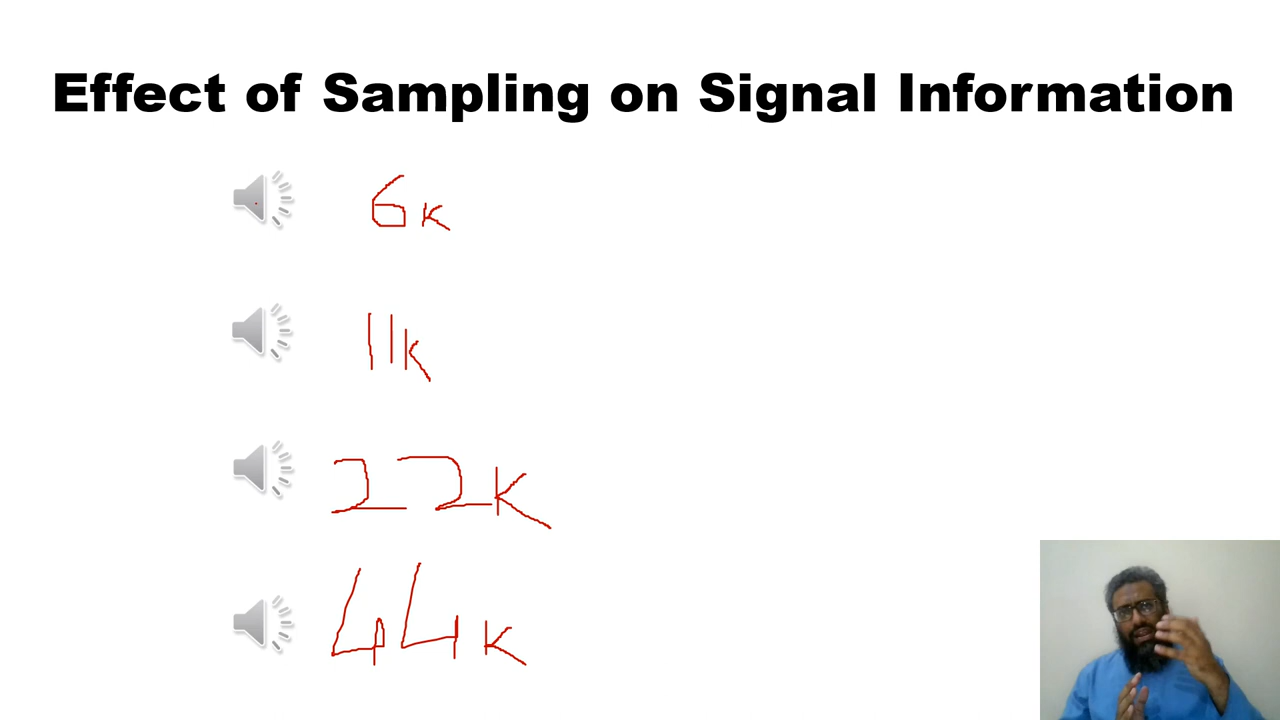 Effect of Sampling on Signal Information
6k
11k
22k
44k